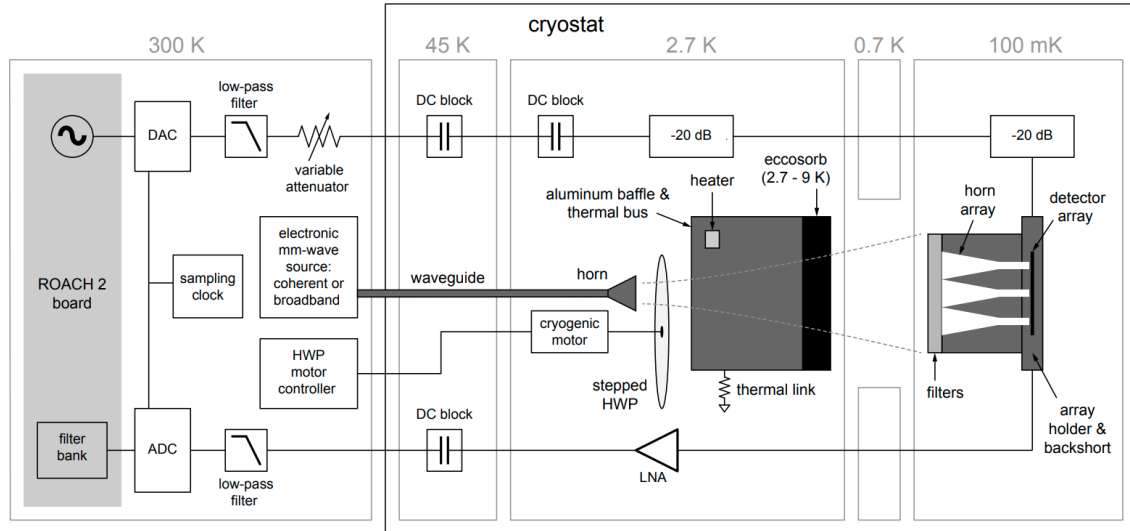 cryostat
300 K
45 K
2.7 K
0.7 K
100 mK
low-pass
filter
DAC
variable
attenuator
DC block
DC block
-20 dB
-20 dB
ROACH 2
board
sampling
clock
electronic
mm-wave
source:
coherent or
broadband
waveguide
horn
aluminum baffle &
thermal bus
heater
eccosorb
(2.7 - 9 K)
horn
array
detector
array
HWP
motor
controller
cryogenic
motor
stepped
HWP
thermal link
filters
array
holder &
backshort
filter
bank
ADC
low-pass
filter
DC block
LNA